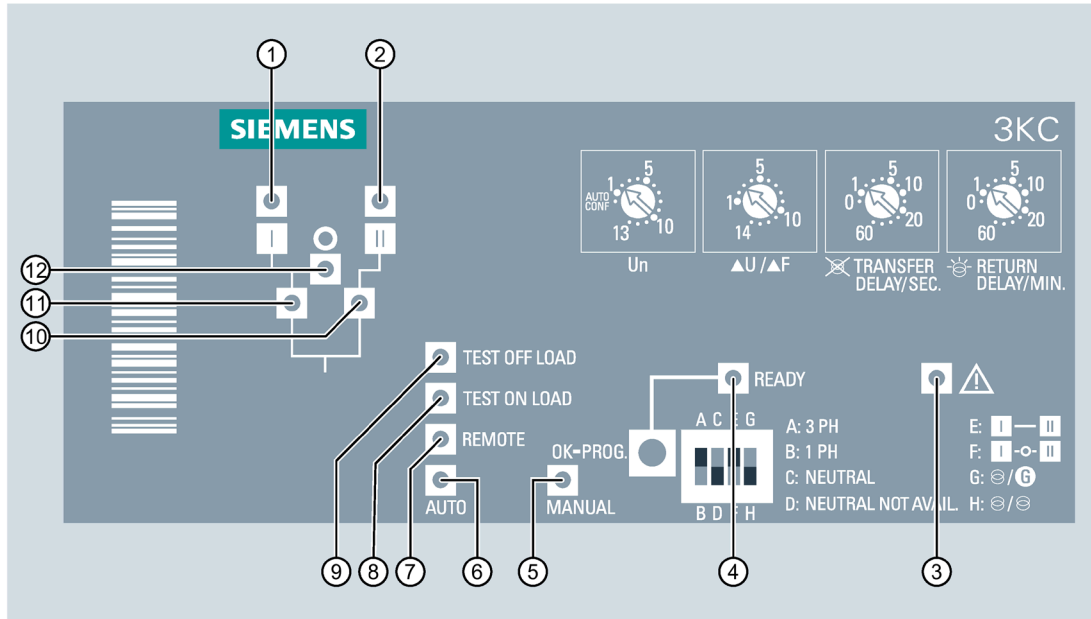 1 2
SIEMENS
3KC
AUTO CONF 1 5 10 13
1 5 10 14
0 1 5 10 20 60
0 1 5 10 20 60
Un
▲U /▲F
TRANSFER
DELAY/SEC.
RETURN
DELAY/MIN.
I O II
12
11
10
TEST OFF LOAD
TEST ON LOAD
REMOTE
AUTO
OK-PROG.
MANUAL
READY
A C E G
B D F H
A: 3 PH
B: 1 PH
C: NEUTRAL
D: NEUTRAL NOT AVAIL.
E: I — II
F: I -o- II
G: /G
H: /
9 8 7 6 5 4 3